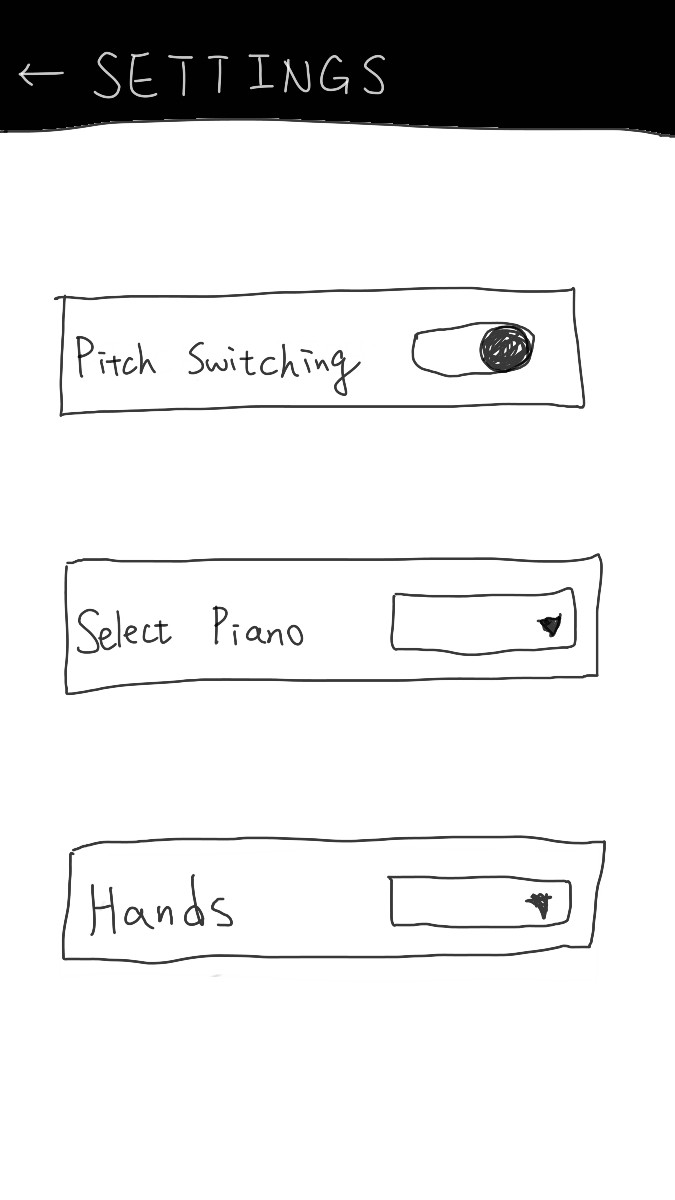 ← SETTINGS
Pitch Switching
Select Piano
Hands